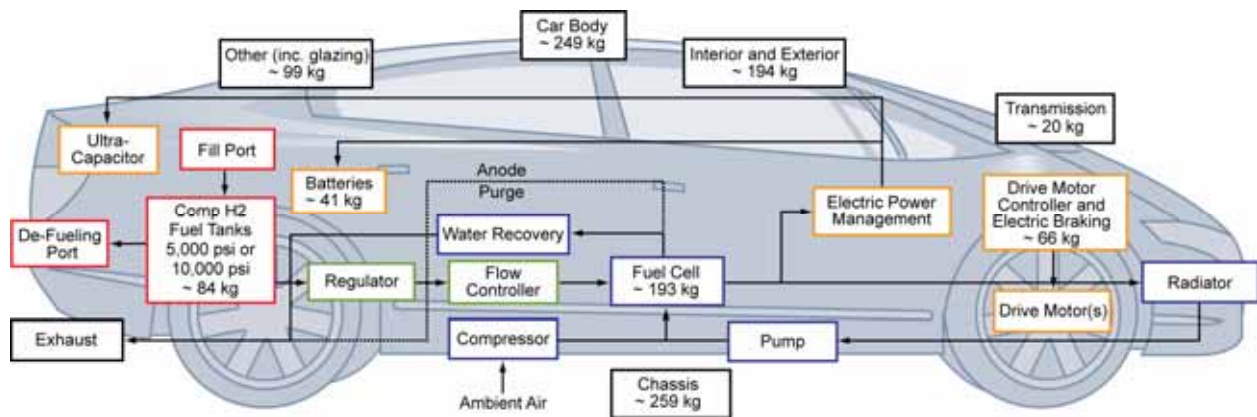 Car Body
~ 249 kg
Other (inc. glazing)
~ 99 kg
Interior and Exterior
~ 194 kg
Transmission
~ 20 kg
Ultra-
Capacitor
Fill Port
Batteries
~ 41 kg
Anode
Purge
Electric Power
Management
Drive Motor
Controller and
Electric Braking
~ 66 kg
De-Fueling
Port
Comp H2
Fuel Tanks
5,000 psi or
10,000 psi
~ 84 kg
Water Recovery
Regulator
Flow
Controller
Fuel Cell
~ 193 kg
Radiator
Drive Motor(s)
Exhaust
Compressor
Pump
Ambient Air
Chassis
~ 259 kg